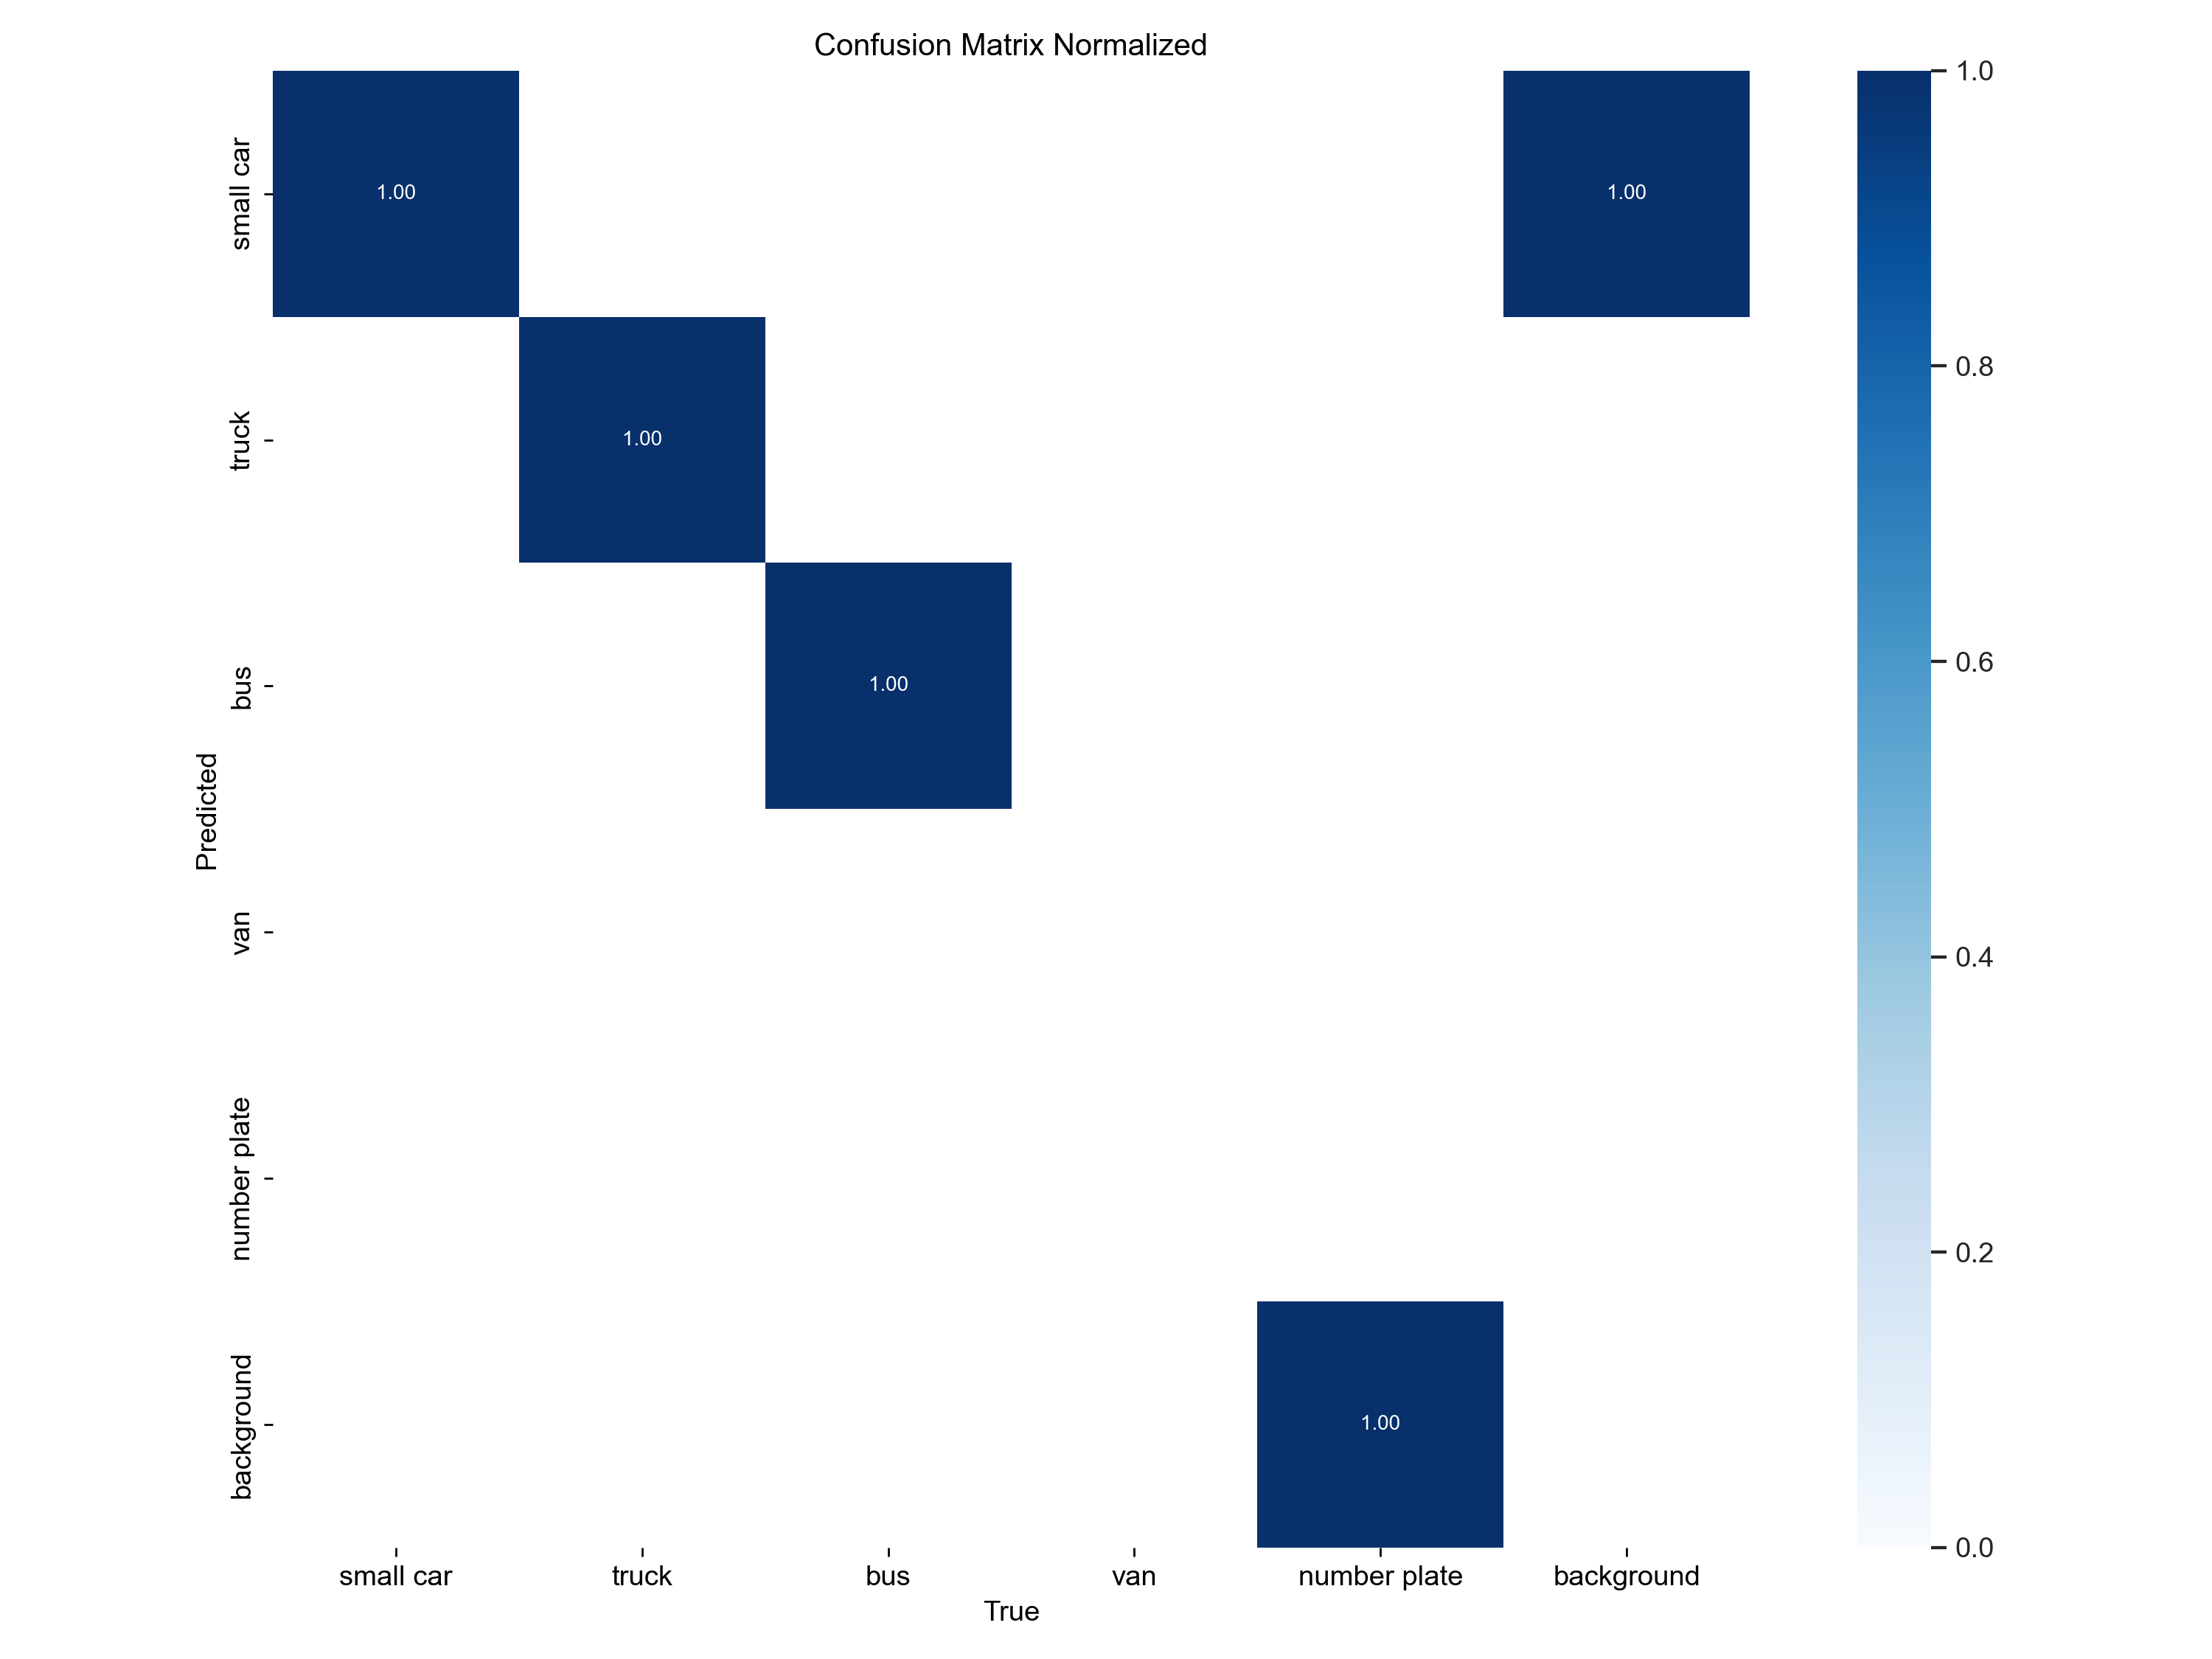 Confusion Matrix Normalized
small car
truck
bus
van
number plate
background
Predicted
1.00
1.00
1.00
1.00
1.00
small car
truck
bus
van
number plate
background
True
1.0
0.8
0.6
0.4
0.2
0.0